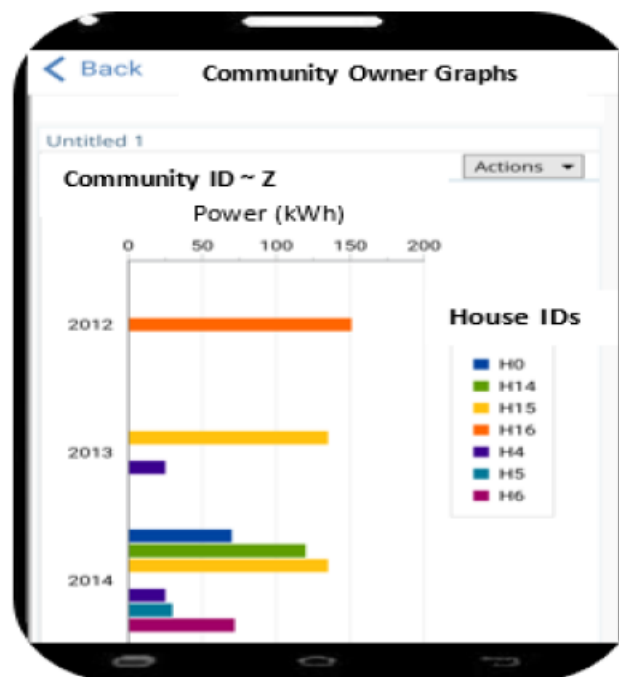 Back Community Owner Graphs
Untitled 1
Actions
Community ID ~ Z
Power (kWh)
0 50 100 150 200
2012
House IDs
H0
H14
H15
H16
H4
H5
H6
2013
2014